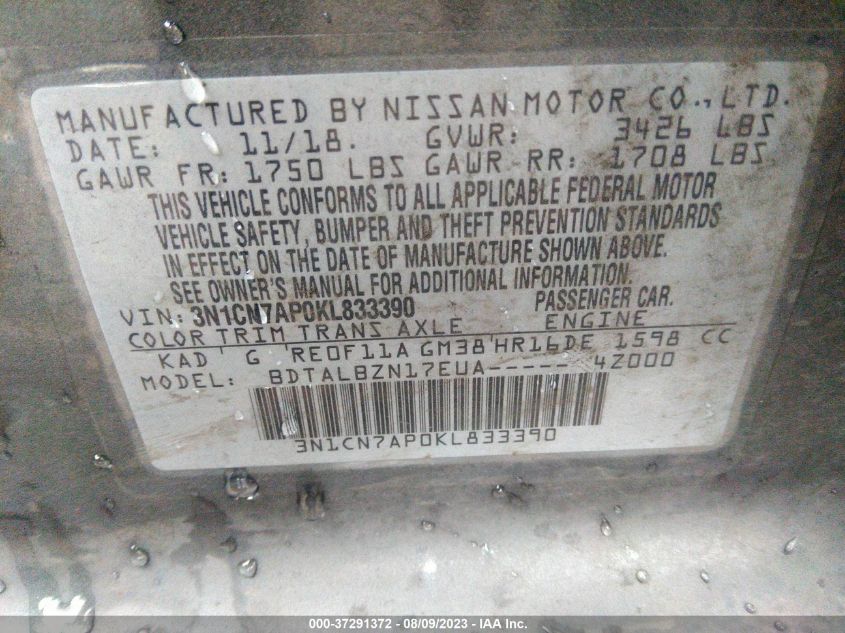 MANUFACTURED BY NISSAN MOTOR CO., LTD.
DATE: 11/18. GVWR: 3426 LBS
GAWR FR: 1750 LBS GAWR RR: 1708 LBS
THIS VEHICLE CONFORMS TO ALL APPLICABLE FEDERAL MOTOR
VEHICLE SAFETY, BUMPER AND THEFT PREVENTION STANDARDS
IN EFFECT ON THE DATE OF MANUFACTURE SHOWN ABOVE.
SEE OWNER'S MANUAL FOR ADDITIONAL INFORMATION.
VIN: 3N1CN7AP0KL833390 PASSENGER CAR.
COLOR TRIM TRANS AXLE ENGINE
KAD G RE0F11A GM38 HR16DE 1598 CC
MODEL: BDTALBZN17EUA-----4Z000
3N1CN7AP0KL833390
000-37291372 - 08/09/2023 - IAA Inc.